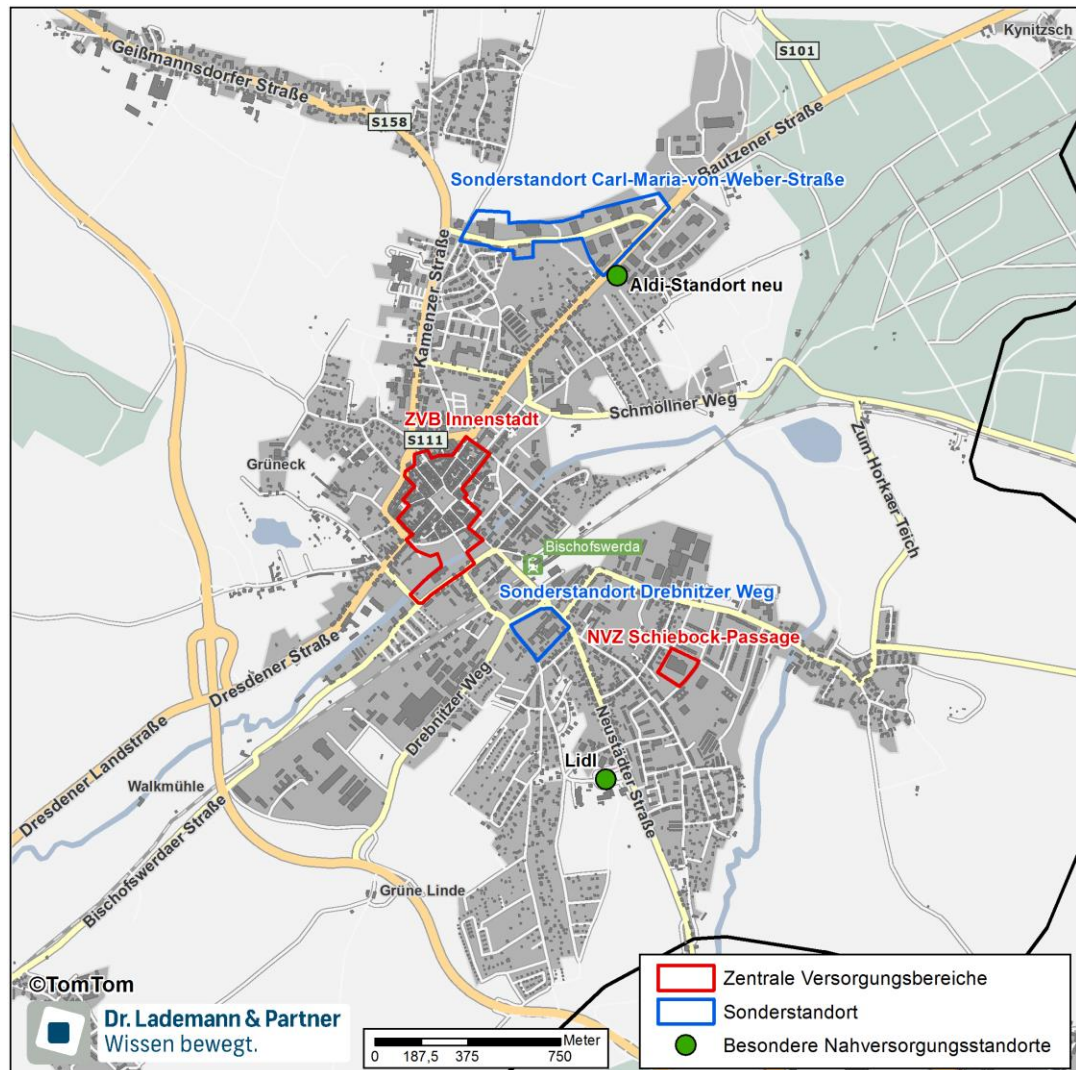 Kynitzsch
S101
Geißmannsdorfer Straße
S158
Bautzener Straße
Sonderstandort Carl-Maria-von-Weber-Straße
Kamenzer Straße
Aldi-Standort neu
Schmöllner Weg
ZVB Innenstadt
S111
Grüneck
Zum Horkaer Teich
Bischofswerda
Sonderstandort Drebnitzer Weg
NVZ Schiebock-Passage
Dresdener Straße
Drebnitzer Weg
Neustädter Straße
Dresdener Landstraße
Lidl
Walkmühle
Bischofswerdaer Straße
Grüne Linde
©TomTom
Dr. Lademann & Partner
Wissen bewegt.
Meter
0 187,5 375 750
Zentrale Versorgungsbereiche
Sonderstandort
Besondere Nahversorgungsstandorte